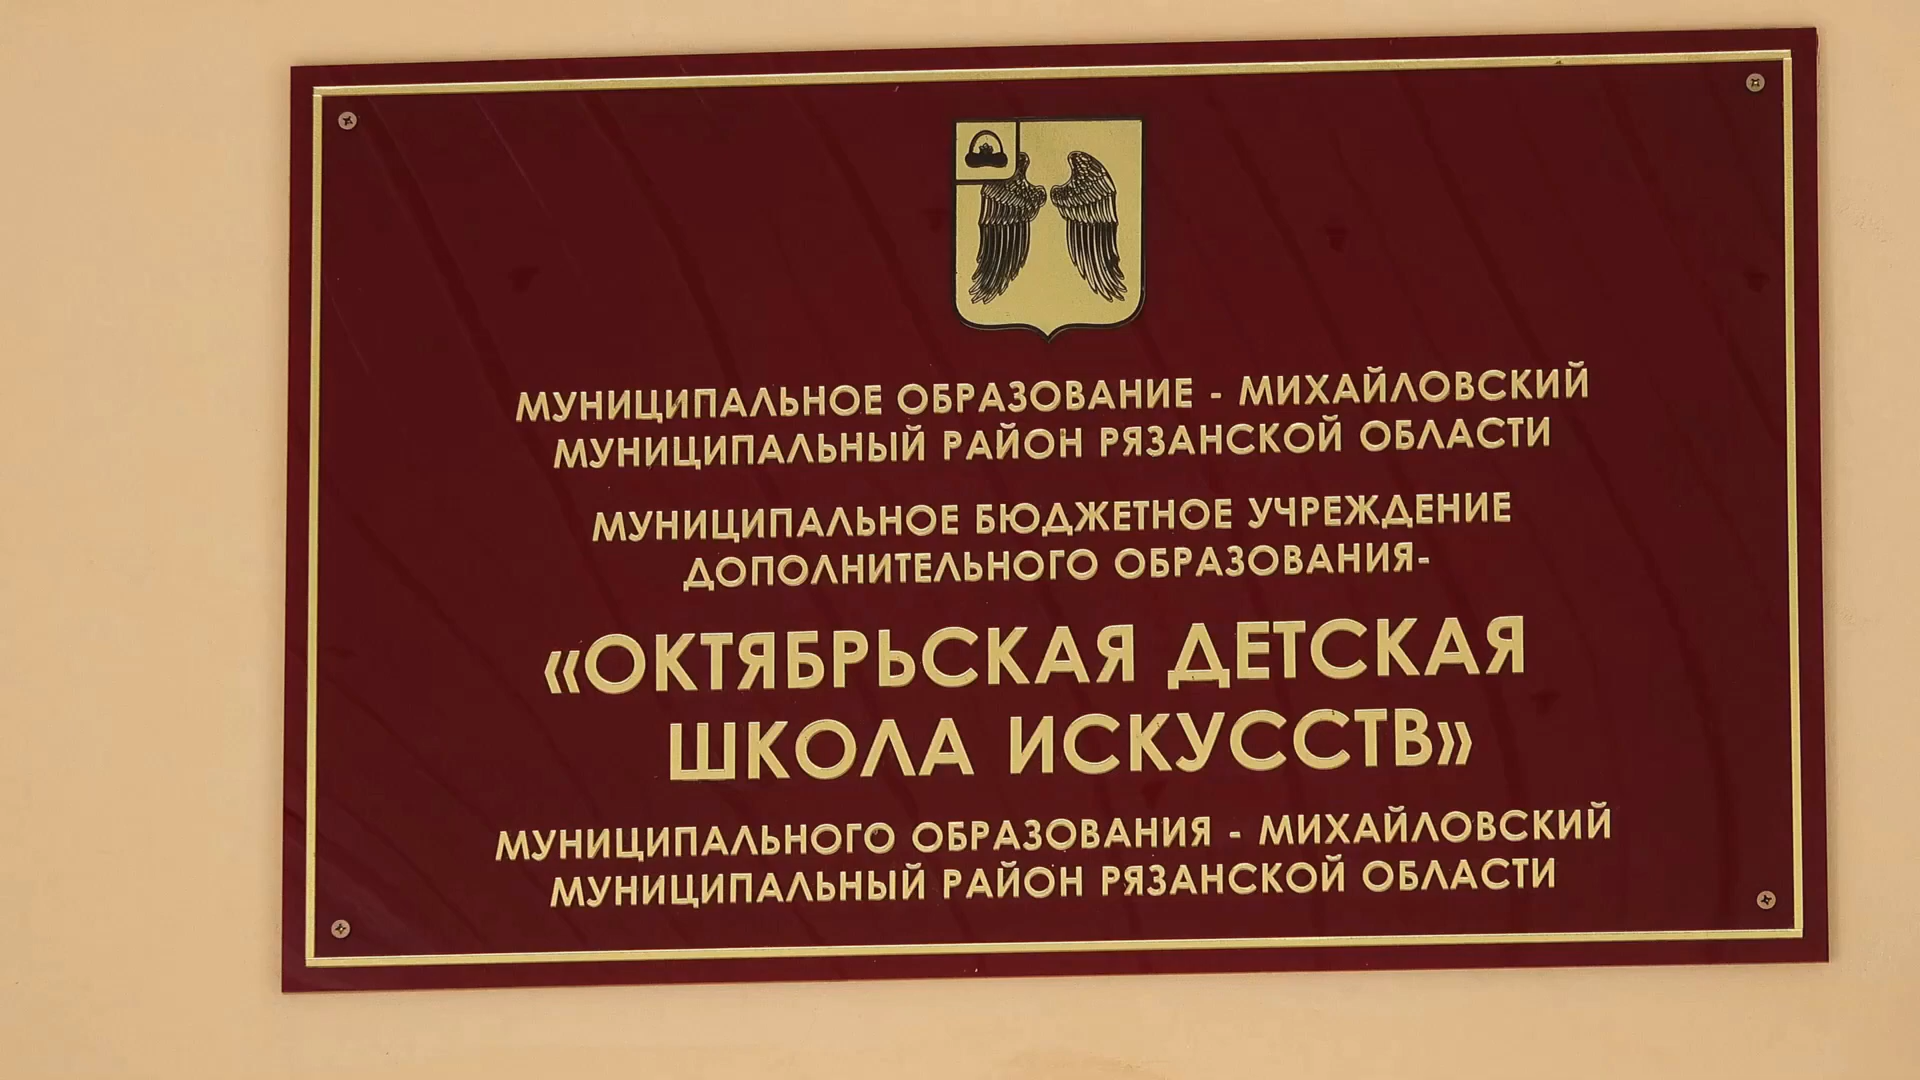 МУНИЦИПАЛЬНОЕ ОБРАЗОВАНИЕ - МИХАЙЛОВСКИЙ
МУНИЦИПАЛЬНЫЙ РАЙОН РЯЗАНСКОЙ ОБЛАСТИ
МУНИЦИПАЛЬНОЕ БЮДЖЕТНОЕ УЧРЕЖДЕНИЕ
ДОПОЛНИТЕЛЬНОГО ОБРАЗОВАНИЯ-
«ОКТЯБРЬСКАЯ ДЕТСКАЯ
ШКОЛА ИСКУССТВ»
МУНИЦИПАЛЬНОГО ОБРАЗОВАНИЯ - МИХАЙЛОВСКИЙ
МУНИЦИПАЛЬНЫЙ РАЙОН РЯЗАНСКОЙ ОБЛАСТИ